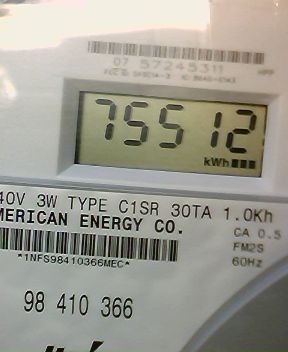 07 57245311
75512
kWh
40V 3W TYPE C1SR 30TA 1.0Kh
MERICAN ENERGY CO.
CA 0.5
FM2S
*1NFS98410366MEC*
60Hz
98 410 366